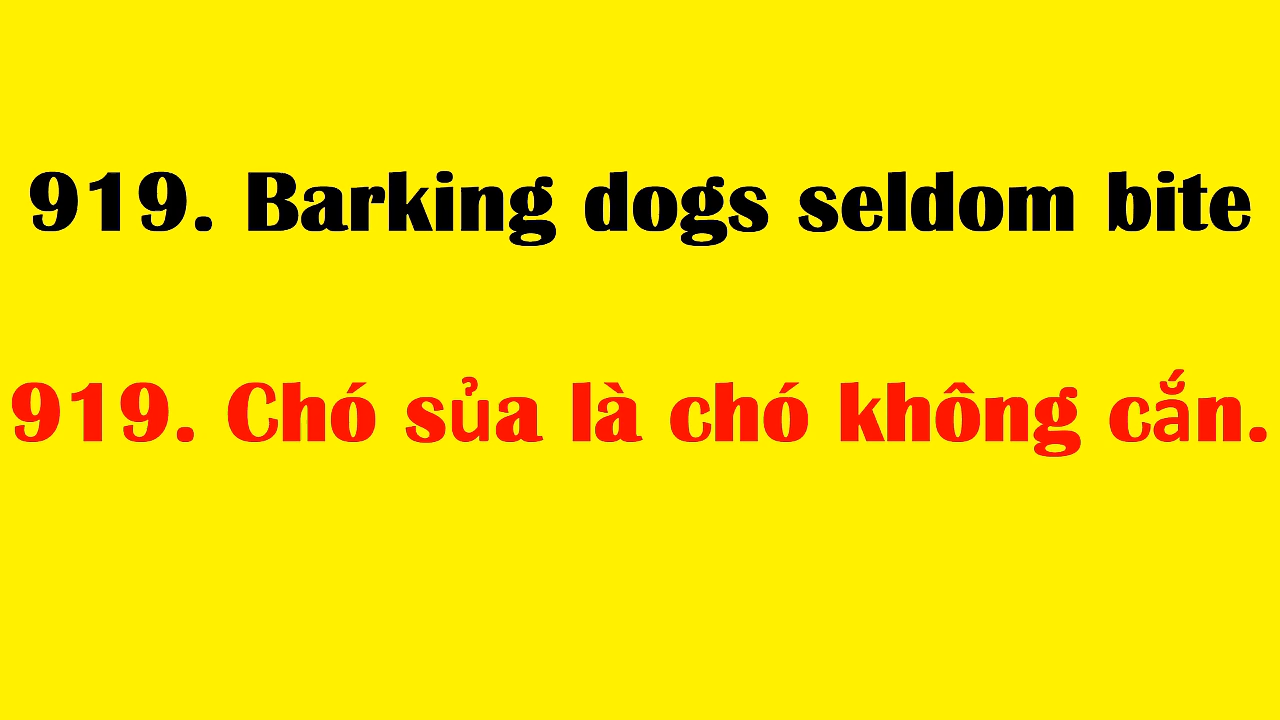 919. Barking dogs seldom bite
919. Chó sủa là chó không cắn.